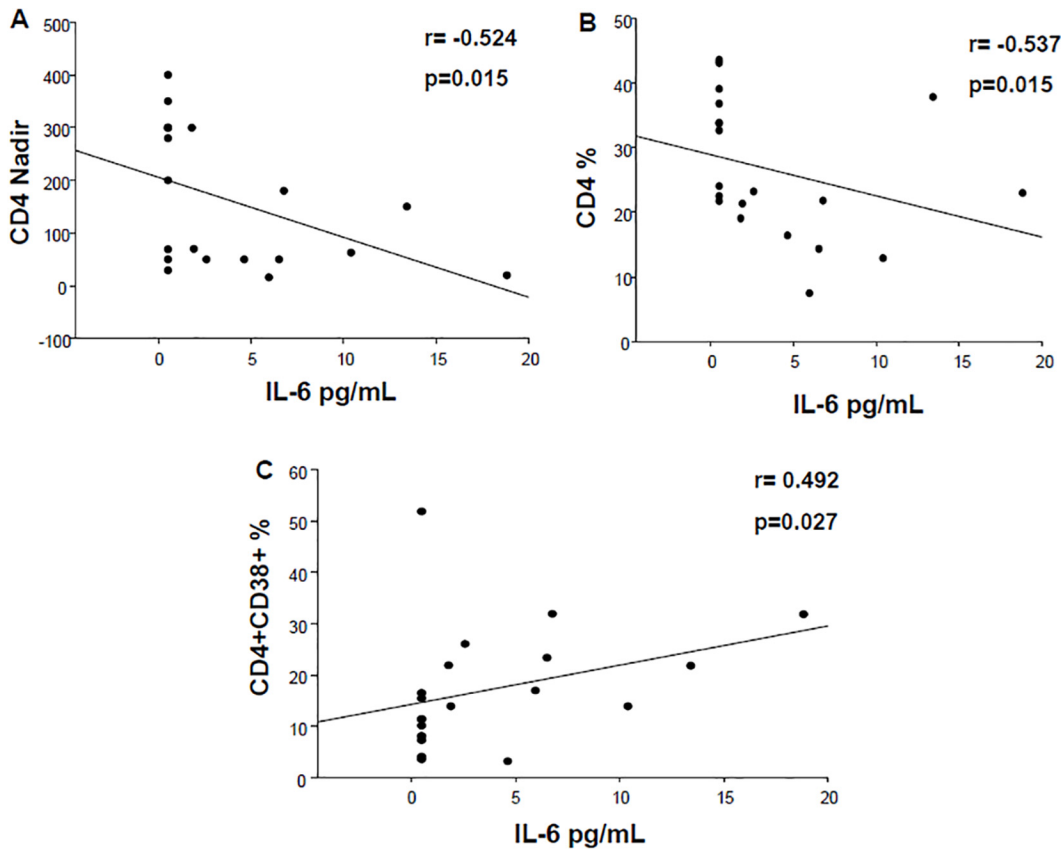 A
r= -0.524
p=0.015
CD4 Nadir
500
400
300
200
100
0
-100
0 5 10 15 20
IL-6 pg/mL
B
r= -0.537
p=0.015
CD4 %
50
40
30
20
10
0
0 5 10 15 20
IL-6 pg/mL
C
r= 0.492
p=0.027
CD4+CD38+ %
60
50
40
30
20
10
0
0 5 10 15 20
IL-6 pg/mL